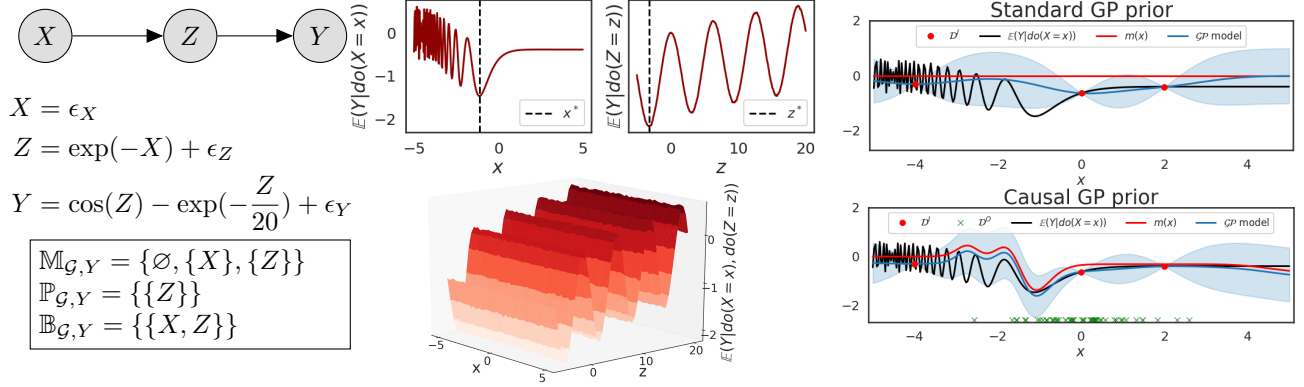 X
Z
Y
X = ϵ_X
Z = exp(−X) + ϵ_Z
Y = cos(Z) − exp(−Z/20) + ϵ_Y
𝕄_{𝒢,Y} = {∅, {X}, {Z}}
ℙ_{𝒢,Y} = {{Z}}
𝔹_{𝒢,Y} = {{X, Z}}
𝔼(Y|do(X = x))
0
−1
−2
x*
−5
0
5
x
𝔼(Y|do(Z = z))
z*
0
10
20
z
−5
0
5
x
0
10
20
z
0
−1
−2
𝔼(Y|do(X = x), do(Z = z))
Standard GP prior
𝒟^I
𝔼(Y|do(X = x))
m(x)
𝒢𝒫 model
2
0
−2
−4
−2
0
2
4
x
Causal GP prior
𝒟^I
𝒟^O
𝔼(Y|do(X = x))
m(x)
𝒢𝒫 model
2
0
−2
−4
−2
0
2
4
x